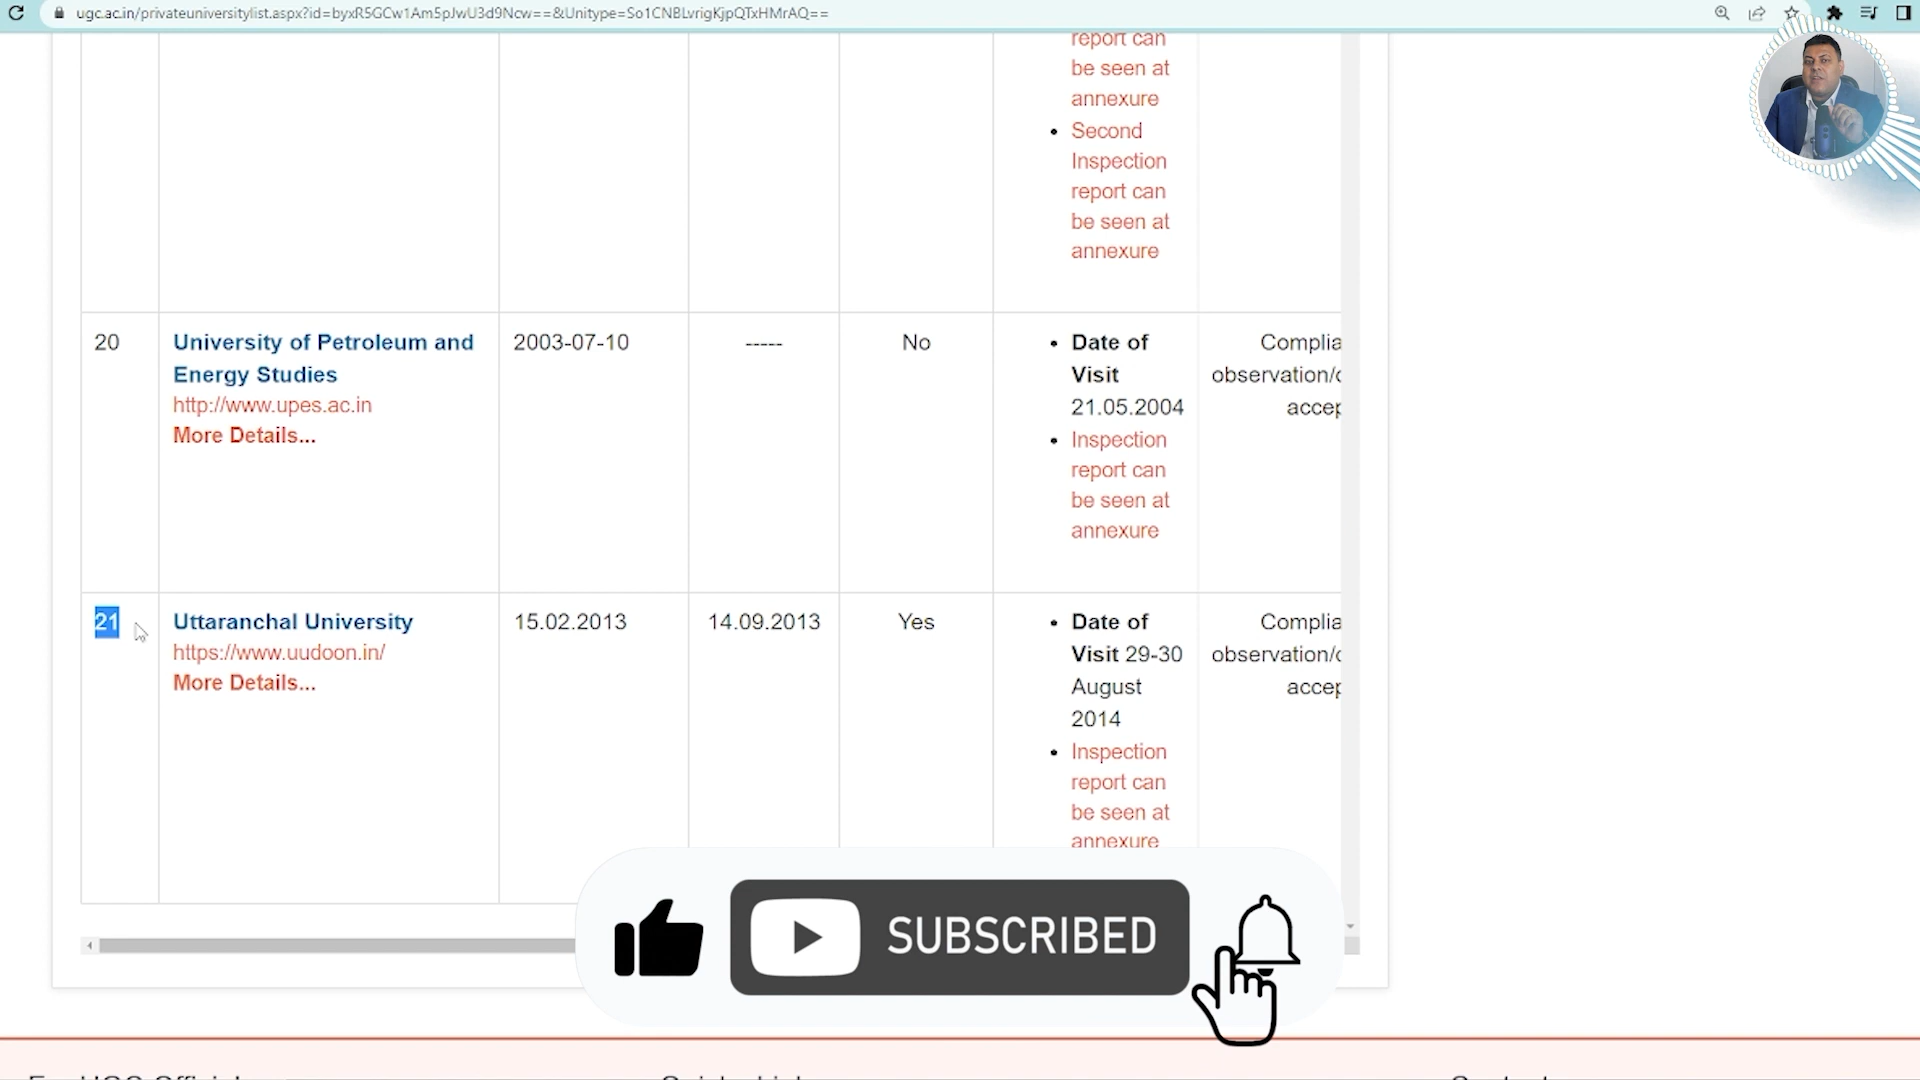 ugc.ac.in/privateuniversitylist.aspx?id=byxR5GCw1Am5pJwU3d9Ncw==&Unitype=So1CNBLvrigKjpQTxHMrAQ==
report can
be seen at
annexure
Second
Inspection
report can
be seen at
annexure
20
University of Petroleum and
Energy Studies
http://www.upes.ac.in
More Details...
2003-07-10
-----
No
Date of
Visit
21.05.2004
Inspection
report can
be seen at
annexure
Complia
observation/c
accep
21
Uttaranchal University
https://www.uudoon.in/
More Details...
15.02.2013
14.09.2013
Yes
Date of
Visit 29-30
August
2014
Inspection
report can
be seen at
annexure
Complia
observation/c
accep
SUBSCRIBED